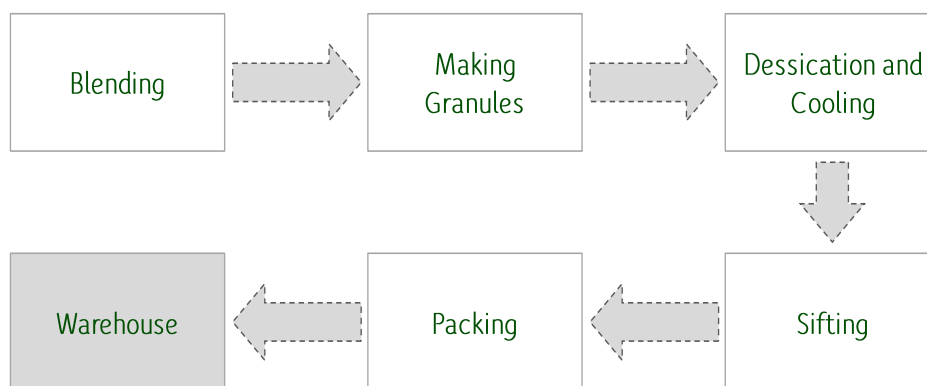 Blending
Making
Granules
Dessication and
Cooling
Warehouse
Packing
Sifting